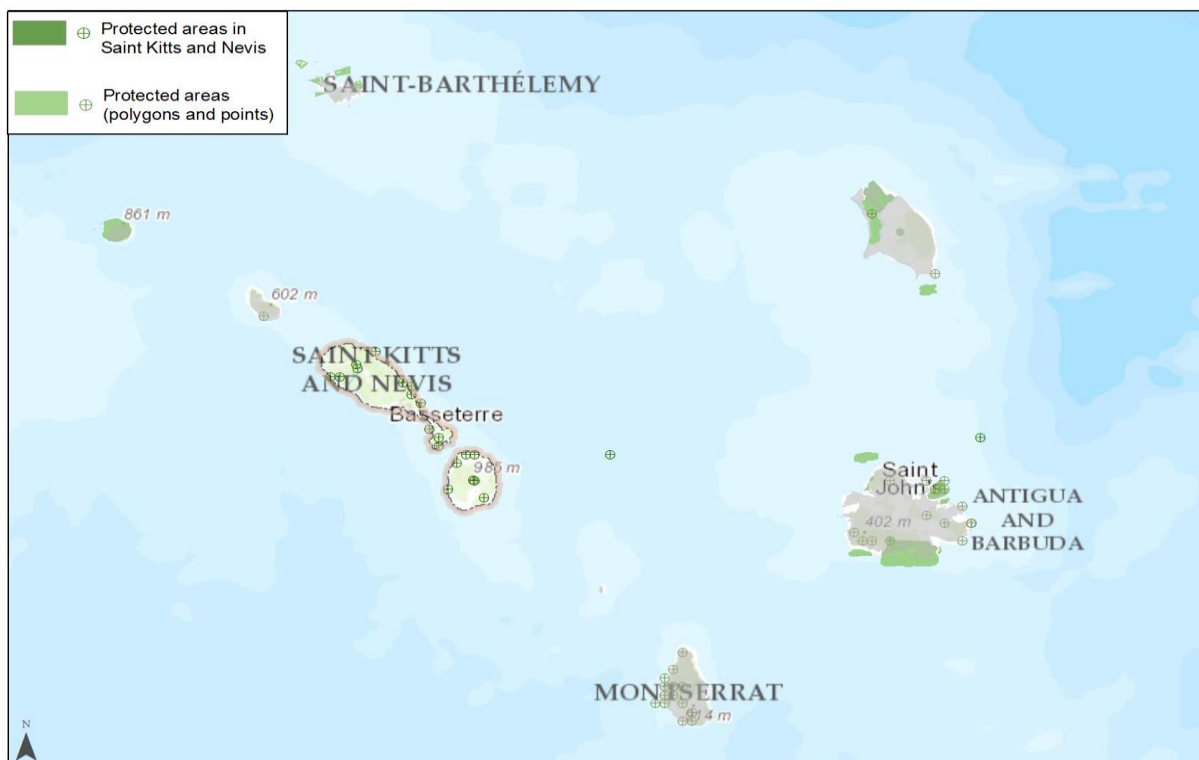 Protected areas in
Saint Kitts and Nevis
Protected areas
(polygons and points)
SAINT-BARTHÉLEMY
861 m
602 m
SAINT KITTS
AND NEVIS
Basseterre
985 m
Saint
John's
402 m
ANTIGUA
AND
BARBUDA
MONTSERRAT
914 m
N